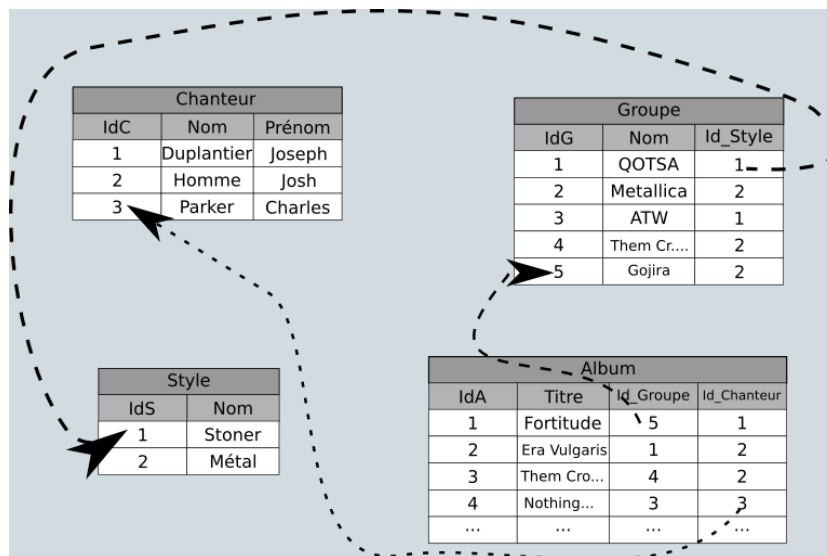 Chanteur
IdC Nom Prénom
1 Duplantier Joseph
2 Homme Josh
3 Parker Charles
Groupe
IdG Nom Id_Style
1 QOTSA 1
2 Metallica 2
3 ATW 1
4 Them Cr.... 2
5 Gojira 2
Style
IdS Nom
1 Stoner
2 Métal
Album
IdA Titre Id_Groupe Id_Chanteur
1 Fortitude 5 1
2 Era Vulgaris 1 2
3 Them Cro... 4 2
4 Nothing... 3 3
... ... ... ...